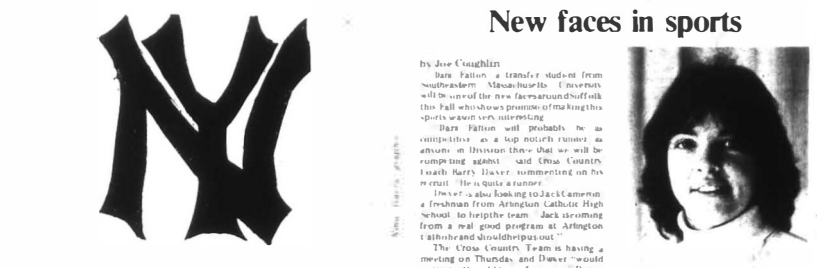 NY
New faces in sports
by Joe Coughlin
Dara Fallon a transfer student from
Southeastern Massachusetts University
will be one of the new faces around Suffolk
this Fall who shows promise of making this
sports season very interesting
"Dara Fallon will probably be as
competitive as a top notch runner as
anyone in Division three that we will be
competing against said Cross Country
Coach Barry Dwyer commenting on his
recruit "He is quite a runner
Dwyer is also looking to Jack Cameron
a freshman from Arlington Catholic High
School to help the team Jack is coming
from a real good program at Arlington
Catholic and should help us out "
The Cross Country Team is having a
meeting on Thursday and Dwyer "would